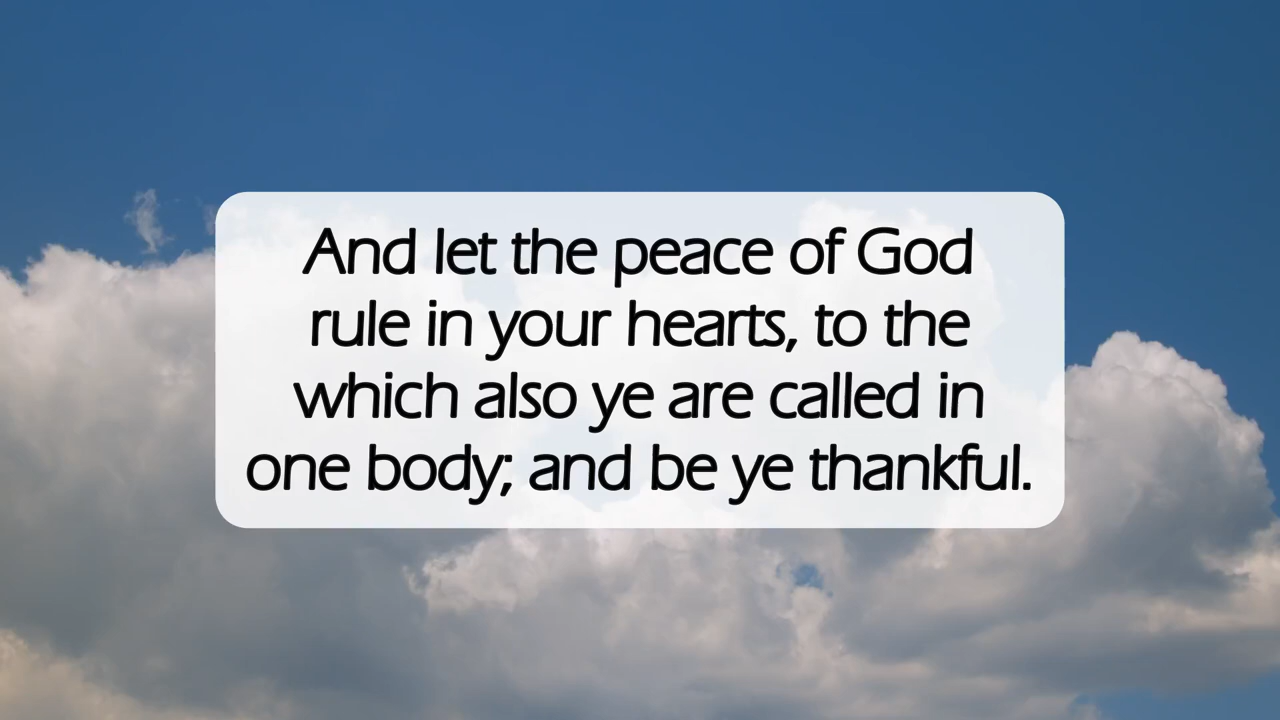 And let the peace of God
rule in your hearts, to the
which also ye are called in
one body; and be ye thankful.